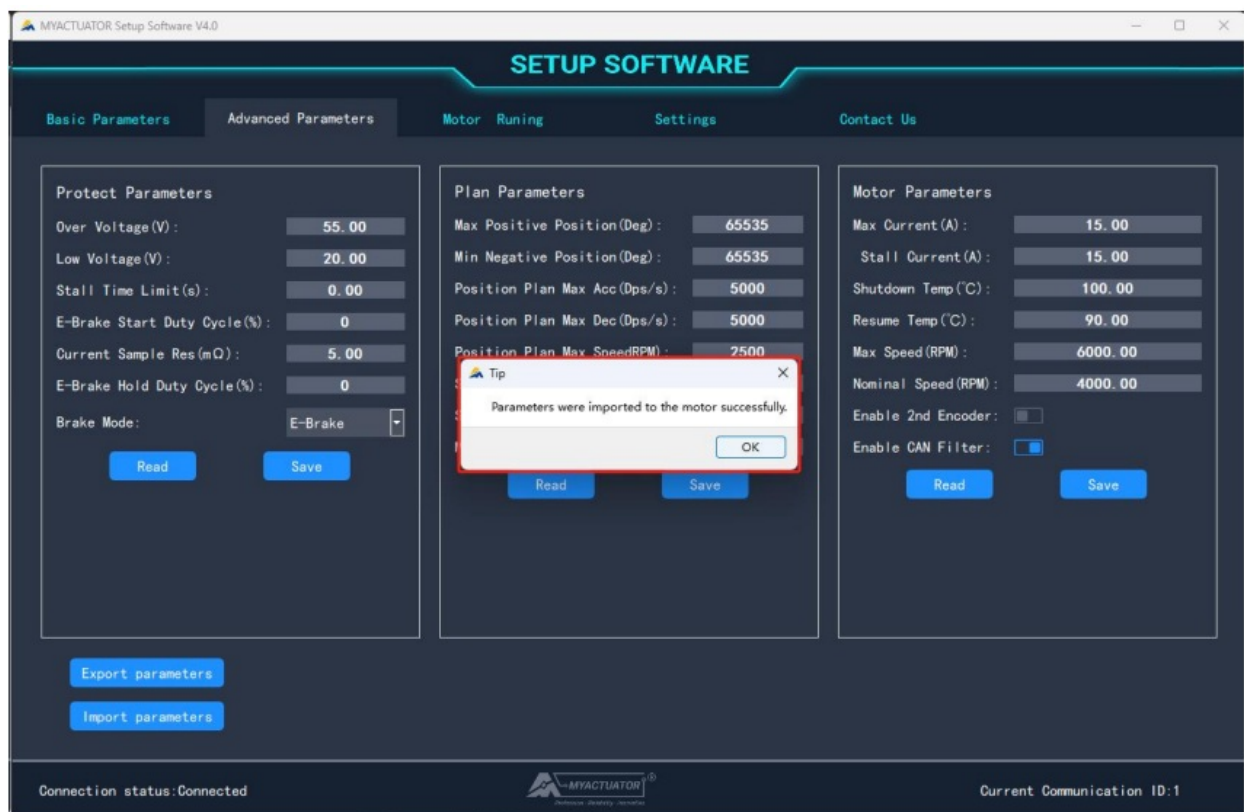 MYACTUATOR Setup Software V4.0
SETUP SOFTWARE
Basic Parameters
Advanced Parameters
Motor Runing
Settings
Contact Us
Protect Parameters
Over Voltage(V): 55.00
Low Voltage(V): 20.00
Stall Time Limit(s): 0.00
E-Brake Start Duty Cycle(%): 0
Current Sample Res(mΩ): 5.00
E-Brake Hold Duty Cycle(%): 0
Brake Mode: E-Brake
Read Save
Plan Parameters
Max Positive Position(Deg): 65535
Min Negative Position(Deg): 65535
Position Plan Max Acc(Dps/s): 5000
Position Plan Max Dec(Dps/s): 5000
Position Plan Max SpeedRPM): 2500
Tip
Parameters were imported to the motor successfully.
OK
Read Save
Motor Parameters
Max Current(A): 15.00
Stall Current(A): 15.00
Shutdown Temp(℃): 100.00
Resume Temp(℃): 90.00
Max Speed(RPM): 6000.00
Nominal Speed(RPM): 4000.00
Enable 2nd Encoder:
Enable CAN Filter:
Read Save
Export parameters
Import parameters
Connection status:Connected
MYACTUATOR®
Current Communication ID:1